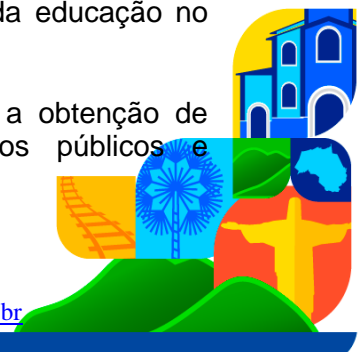 da educação no
a obtenção de
os públicos e
br